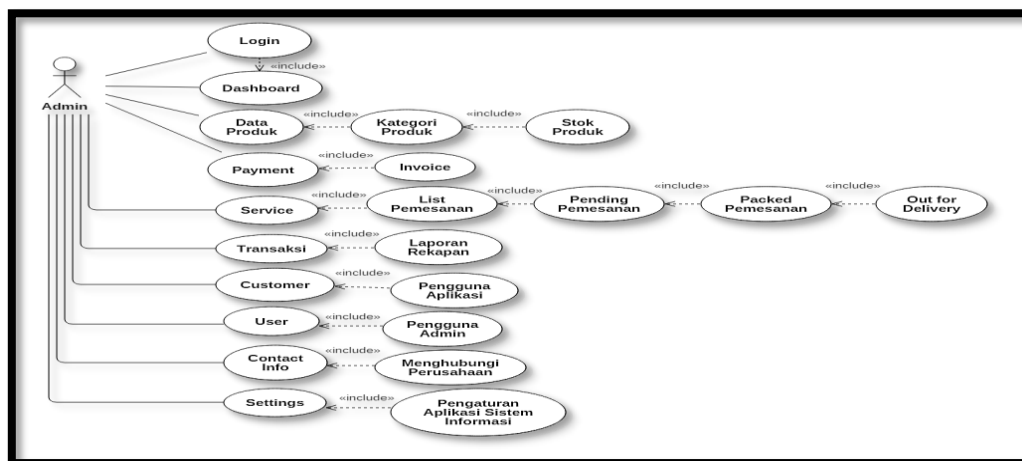 Login
«include»
Admin
Dashboard
Data
Produk
«include»
Kategori
Produk
«include»
Stok
Produk
Payment
«include»
Invoice
Service
«include»
List
Pemesanan
«include»
Pending
Pemesanan
«include»
Packed
Pemesanan
«include»
Out for
Delivery
Transaksi
«include»
Laporan
Rekapan
Customer
«include»
Pengguna
Aplikasi
User
«include»
Pengguna
Admin
Contact
Info
«include»
Menghubungi
Perusahaan
Settings
«include»
Pengaturan
Aplikasi Sistem
Informasi